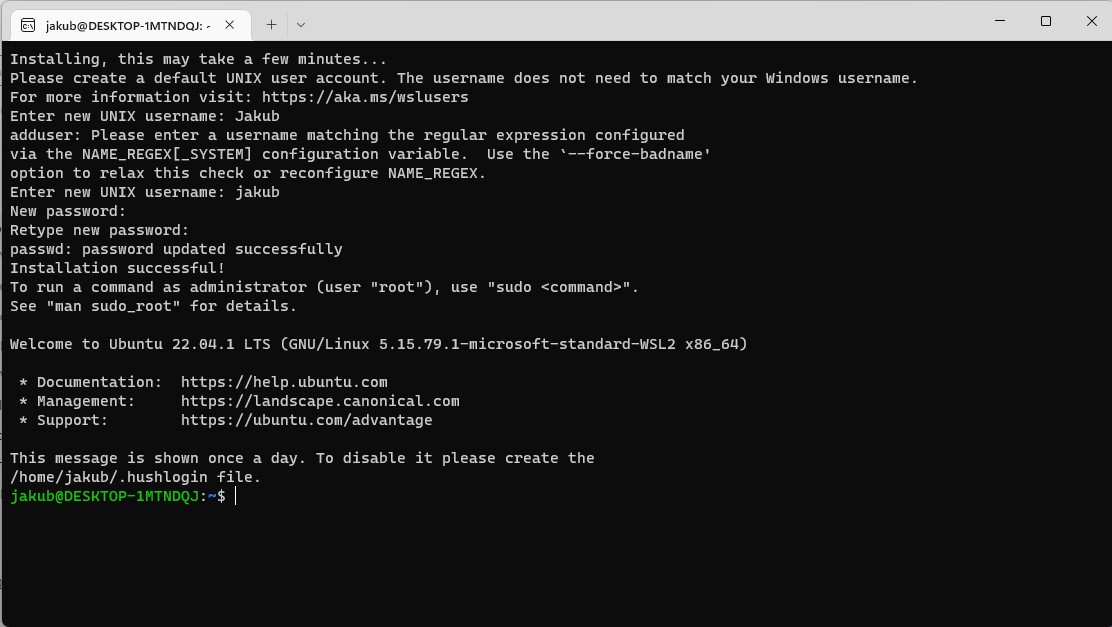 jakub@DESKTOP-1MTNDQJ: ~
Installing, this may take a few minutes...
Please create a default UNIX user account. The username does not need to match your Windows username.
For more information visit: https://aka.ms/wslusers
Enter new UNIX username: Jakub
adduser: Please enter a username matching the regular expression configured
via the NAME_REGEX[_SYSTEM] configuration variable.  Use the `--force-badname'
option to relax this check or reconfigure NAME_REGEX.
Enter new UNIX username: jakub
New password:
Retype new password:
passwd: password updated successfully
Installation successful!
To run a command as administrator (user "root"), use "sudo <command>".
See "man sudo_root" for details.
Welcome to Ubuntu 22.04.1 LTS (GNU/Linux 5.15.79.1-microsoft-standard-WSL2 x86_64)
* Documentation:  https://help.ubuntu.com
* Management:     https://landscape.canonical.com
* Support:        https://ubuntu.com/advantage
This message is shown once a day. To disable it please create the
/home/jakub/.hushlogin file.
jakub@DESKTOP-1MTNDQJ:~$